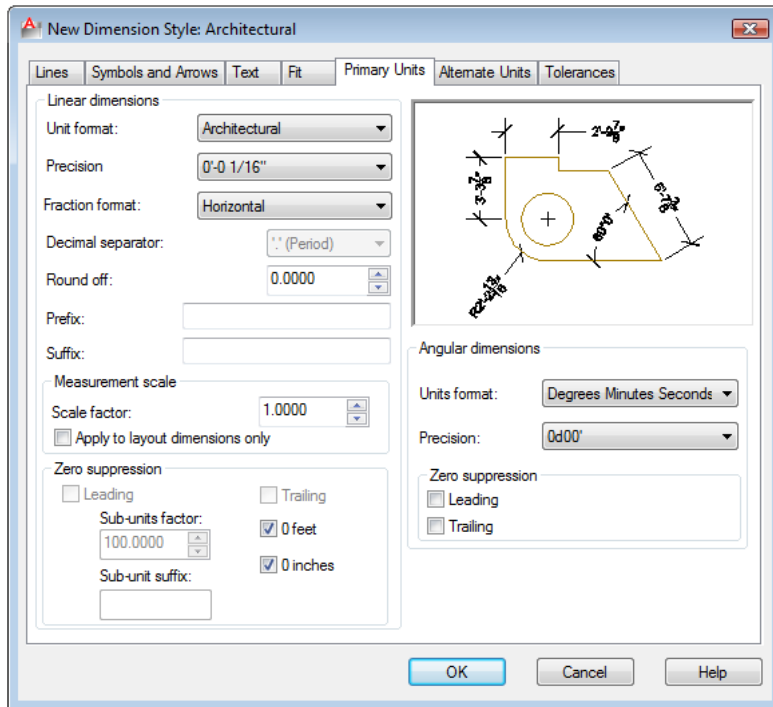 New Dimension Style: Architectural
Lines Symbols and Arrows Text Fit Primary Units Alternate Units Tolerances
Linear dimensions
Unit format: Architectural
Precision 0'-0 1/16"
Fraction format: Horizontal
Decimal separator: '.' (Period)
Round off: 0.0000
Prefix:
Suffix:
Measurement scale
Scale factor: 1.0000
Apply to layout dimensions only
Zero suppression
Leading Trailing
Sub-units factor: 0 feet
100.0000
0 inches
Sub-unit suffix:
60°0'
Angular dimensions
Units format: Degrees Minutes Seconds
Precision: 0d00'
Zero suppression
Leading
Trailing
OK Cancel Help